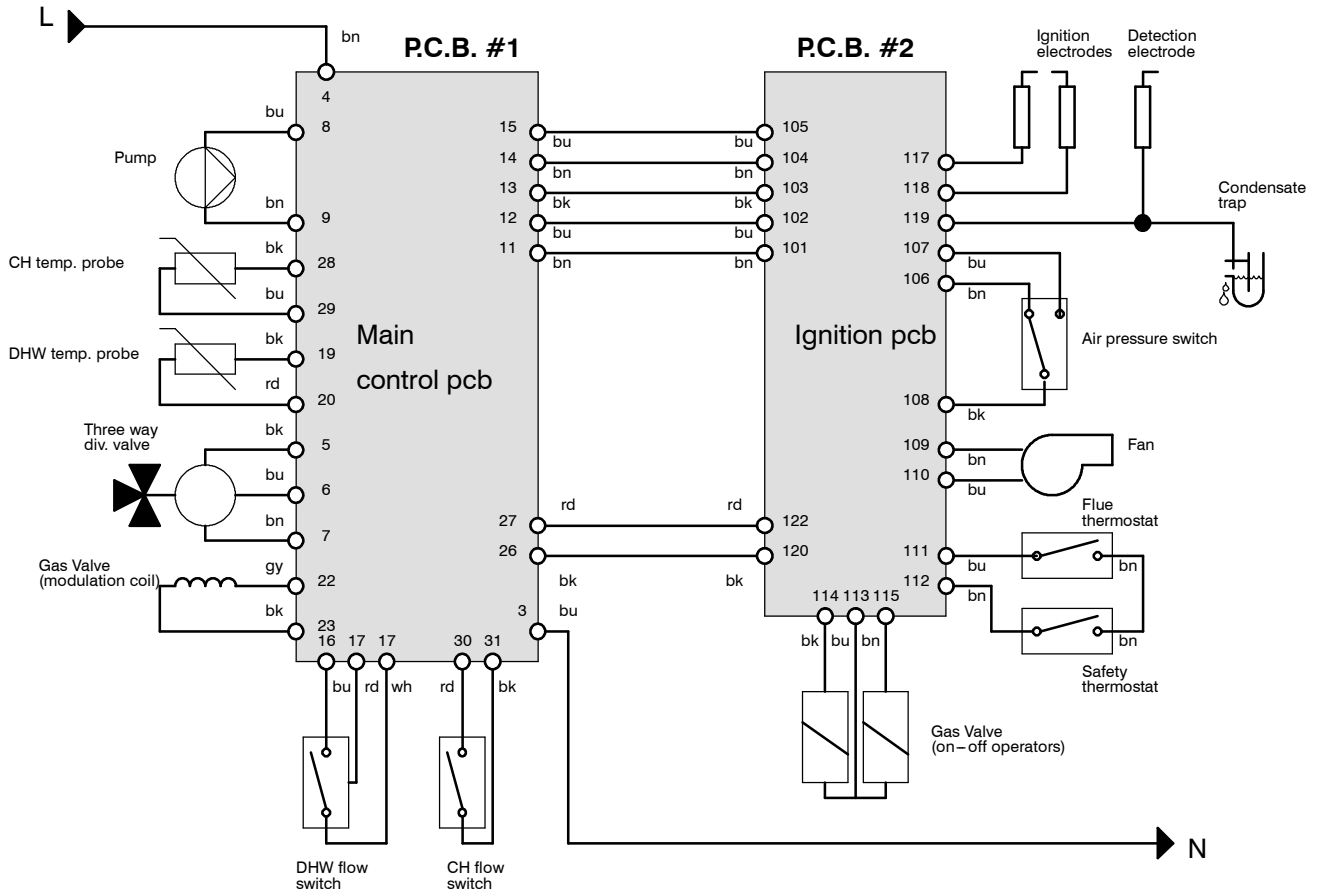 L
bn
P.C.B. #1
P.C.B. #2
Ignition
electrodes
Detection
electrode
4
bu
8
Pump
bn
9
bk
CH temp. probe
28
bu
29
bk
DHW temp. probe
19
rd
20
Three way
div. valve
bk
5
bu
6
bn
7
Gas Valve
(modulation coil)
gy
22
bk
23
Main
control pcb
15
bu
bu
105
14
bn
bn
104
13
bk
bk
103
12
bu
bu
102
11
bn
bn
101
27
rd
rd
122
26
bk
bk
120
3
bu
16
17
17
30
31
bu
rd
wh
rd
bk
DHW flow
switch
CH flow
switch
Ignition pcb
117
118
119
Condensate
trap
107
bu
106
bn
Air pressure switch
108
bk
109
bn
110
bu
Fan
Flue
thermostat
111
bu
bn
112
bn
bn
Safety
thermostat
114
113
115
bk
bu
bn
Gas Valve
(on–off operators)
N